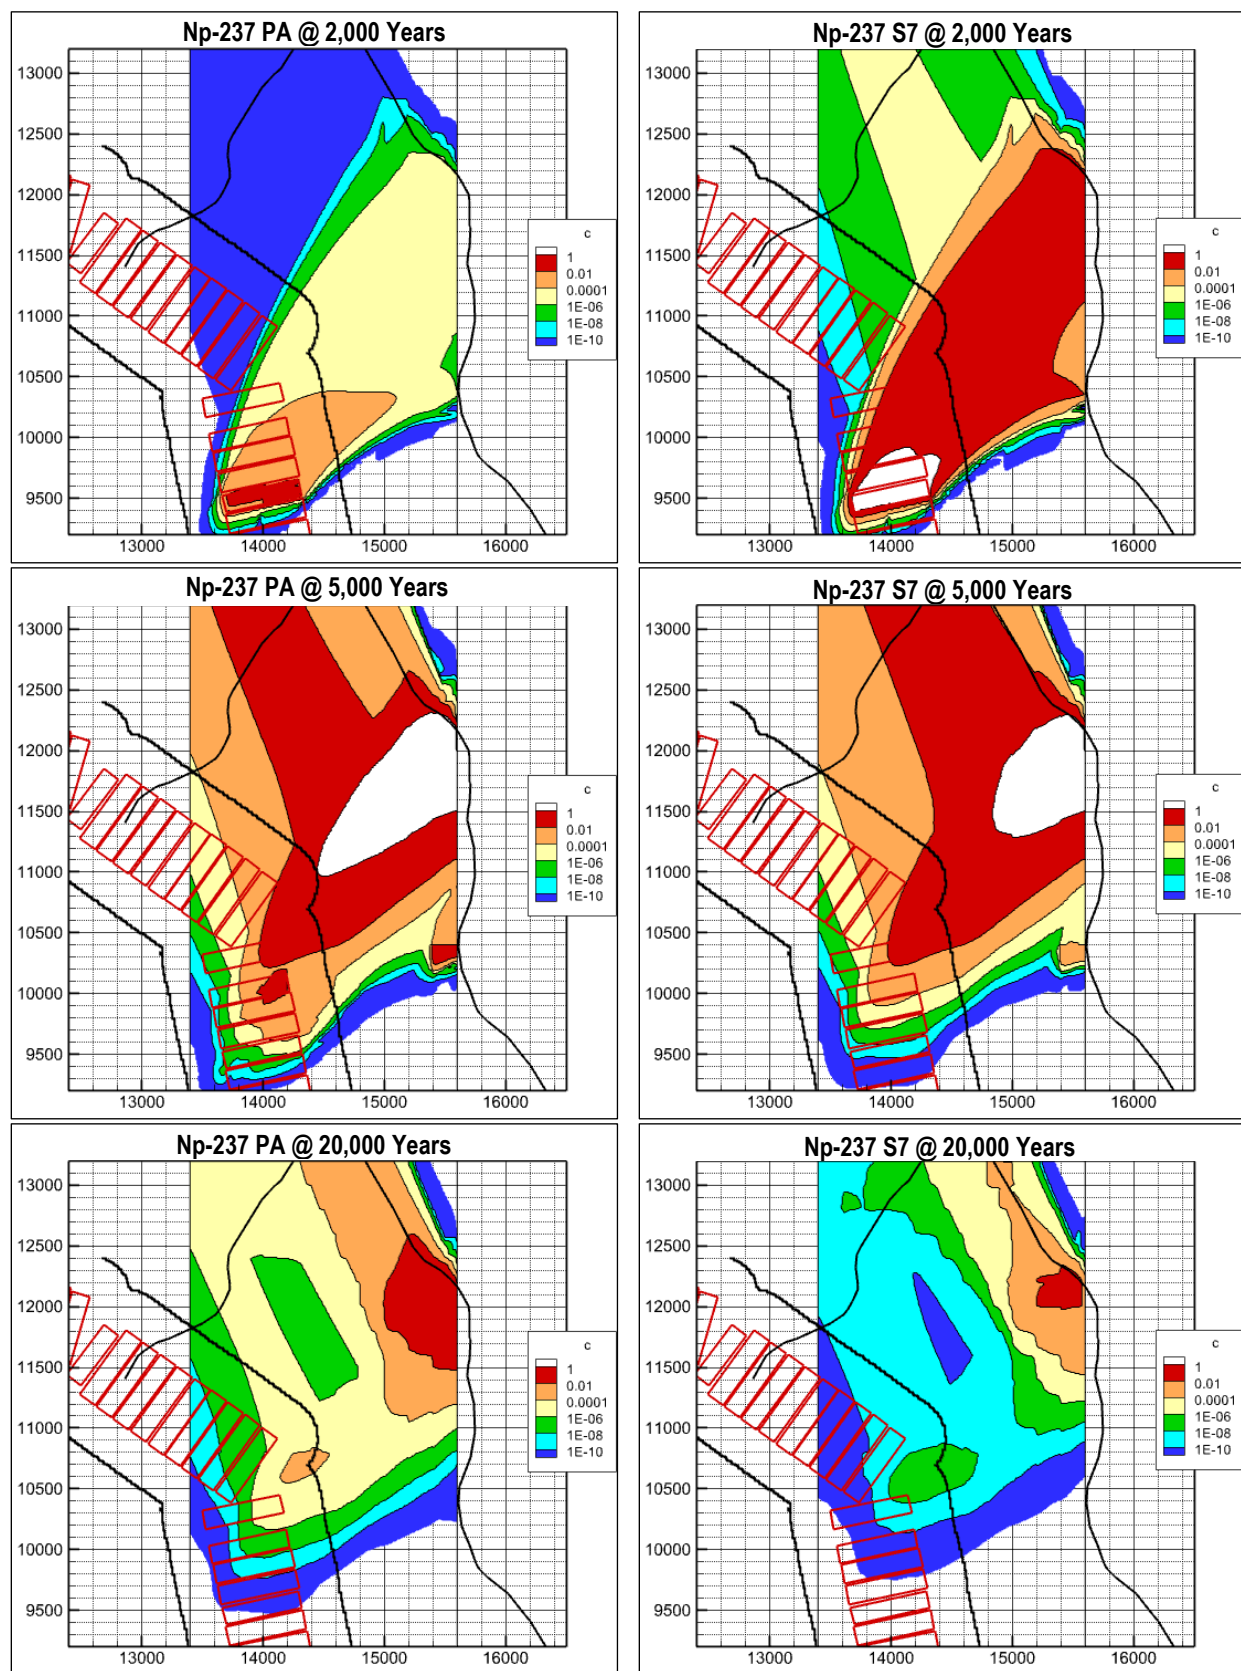 Np-237 PA @ 2,000 Years
13000
12500
12000
11500
11000
10500
10000
9500
13000 14000 15000 16000
c
1
0.01
0.0001
1E-06
1E-08
1E-10
Np-237 S7 @ 2,000 Years
13000
12500
12000
11500
11000
10500
10000
9500
13000 14000 15000 16000
c
1
0.01
0.0001
1E-06
1E-08
1E-10
Np-237 PA @ 5,000 Years
13000
12500
12000
11500
11000
10500
10000
9500
13000 14000 15000 16000
c
1
0.01
0.0001
1E-06
1E-08
1E-10
Np-237 S7 @ 5,000 Years
13000
12500
12000
11500
11000
10500
10000
9500
13000 14000 15000 16000
c
1
0.01
0.0001
1E-06
1E-08
1E-10
Np-237 PA @ 20,000 Years
13000
12500
12000
11500
11000
10500
10000
9500
13000 14000 15000 16000
c
1
0.01
0.0001
1E-06
1E-08
1E-10
Np-237 S7 @ 20,000 Years
13000
12500
12000
11500
11000
10500
10000
9500
13000 14000 15000 16000
c
1
0.01
0.0001
1E-06
1E-08
1E-10